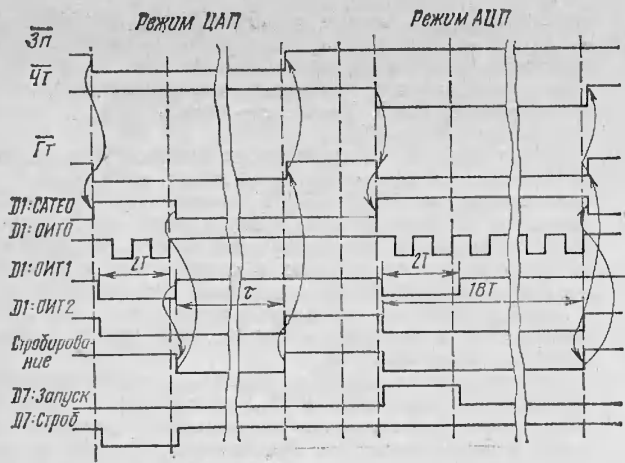 Режим ЦАП
Режим АЦП
Зп
Чт
Гт
D1:САТЕО
D1:ОИТ0
2T
2T
D1:ОИТ1
τ
18T
D1:ОИТ2
Стробирова-
ние
D7:Запуск
D7:Строб